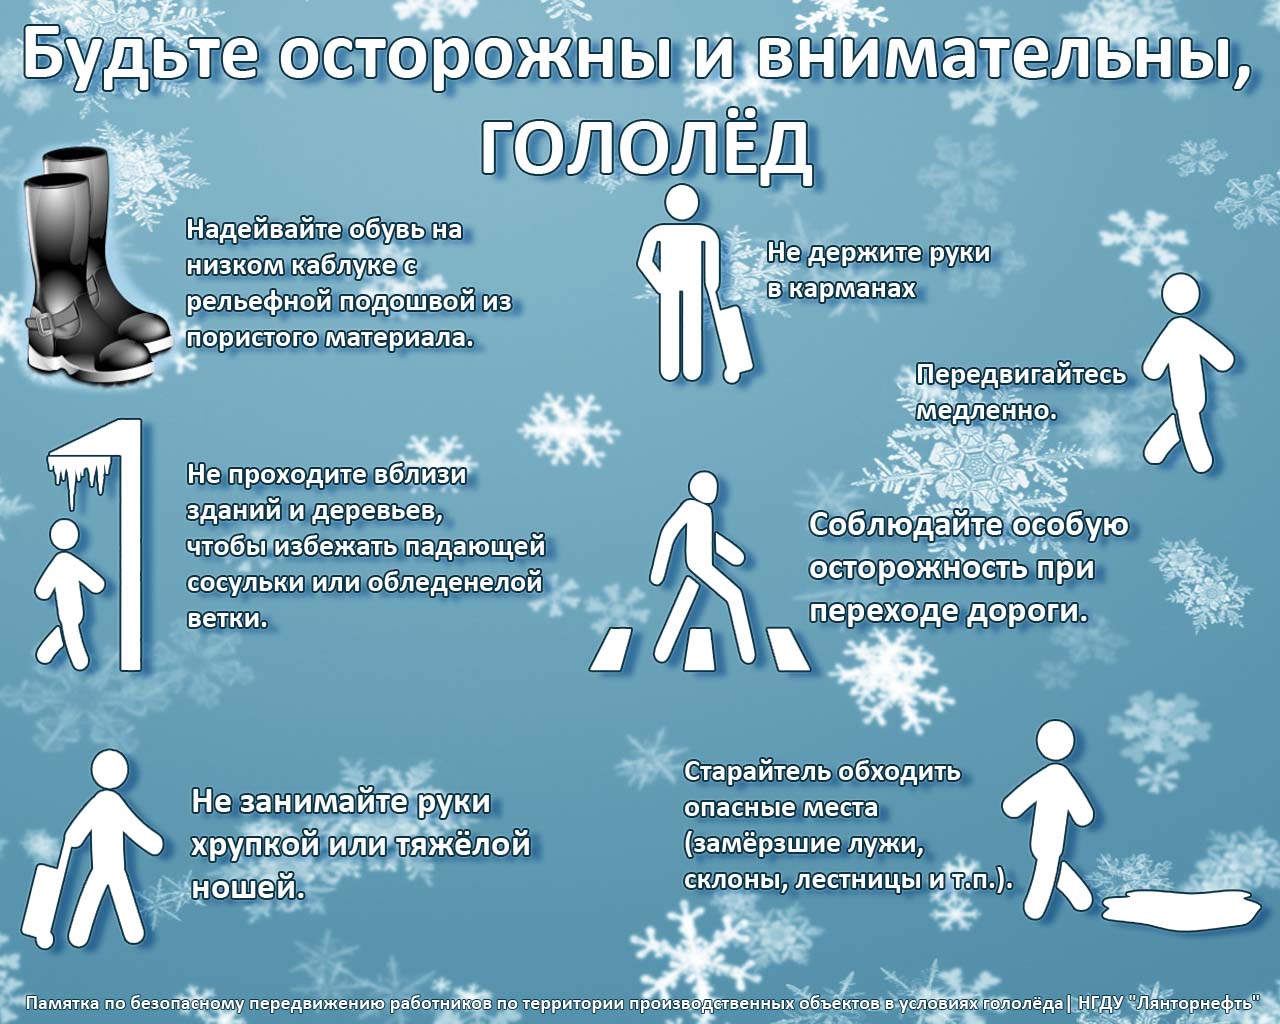 Будьте осторожны и внимательны,
ГОЛОЛЁД
Надейвайте обувь на
низком каблуке с
рельефной подошвой из
пористого материала.
Не держите руки
в карманах
Передвигайтесь
медленно.
Не проходите вблизи
зданий и деревьев,
чтобы избежать падающей
сосульки или обледенелой
ветки.
Соблюдайте особую
осторожность при
переходе дороги.
Не занимайте руки
хрупкой или тяжёлой
ношей.
Старайтель обходить
опасные места
(замёрзшие лужи,
склоны, лестницы и т.п.).
Памятка по безопасному передвижению работников по территории производственных объектов в условиях гололёда| НГДУ "Лянторнефть"